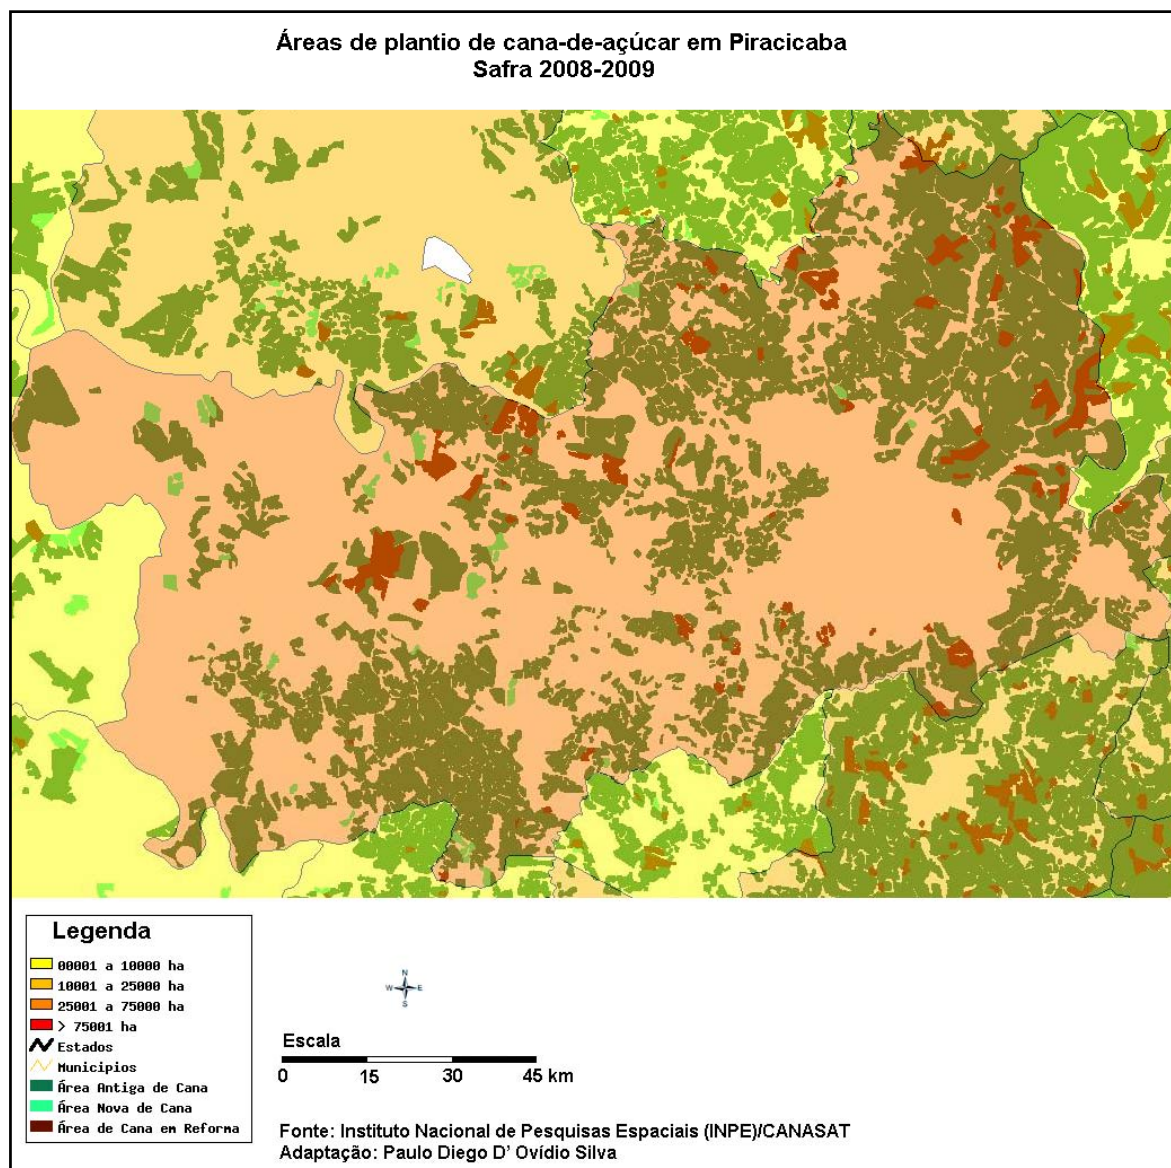 Áreas de plantio de cana-de-açúcar em Piracicaba
Safra 2008-2009
Legenda
00001 a 10000 ha
10001 a 25000 ha
25001 a 75000 ha
> 75001 ha
Estados
Municipios
Área Antiga de Cana
Área Nova de Cana
Área de Cana em Reforma
N
W E
S
Escala
0 15 30 45 km
Fonte: Instituto Nacional de Pesquisas Espaciais (INPE)/CANASAT
Adaptação: Paulo Diego D' Ovídio Silva